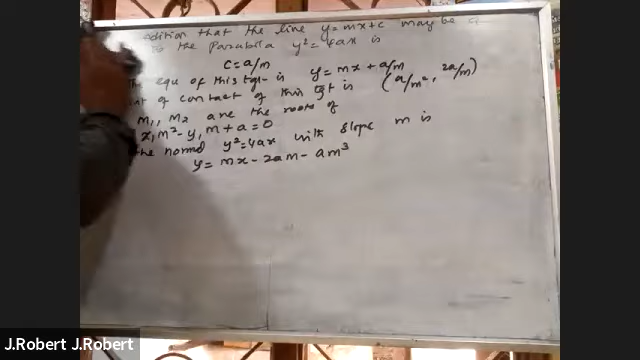 dition that the line y=mx+c may be a
to the Parabola y²=4ax is
c=a/m
equ of this tgt is y=mx+a/m
nt of contact of this tgt is (a/m², 2a/m)
m₁, m₂ are the roots of
x₁m²-y₁m+a=0
the normal y²=4ax with slope m is
y=mx-2am-am³
J.Robert J.Robert